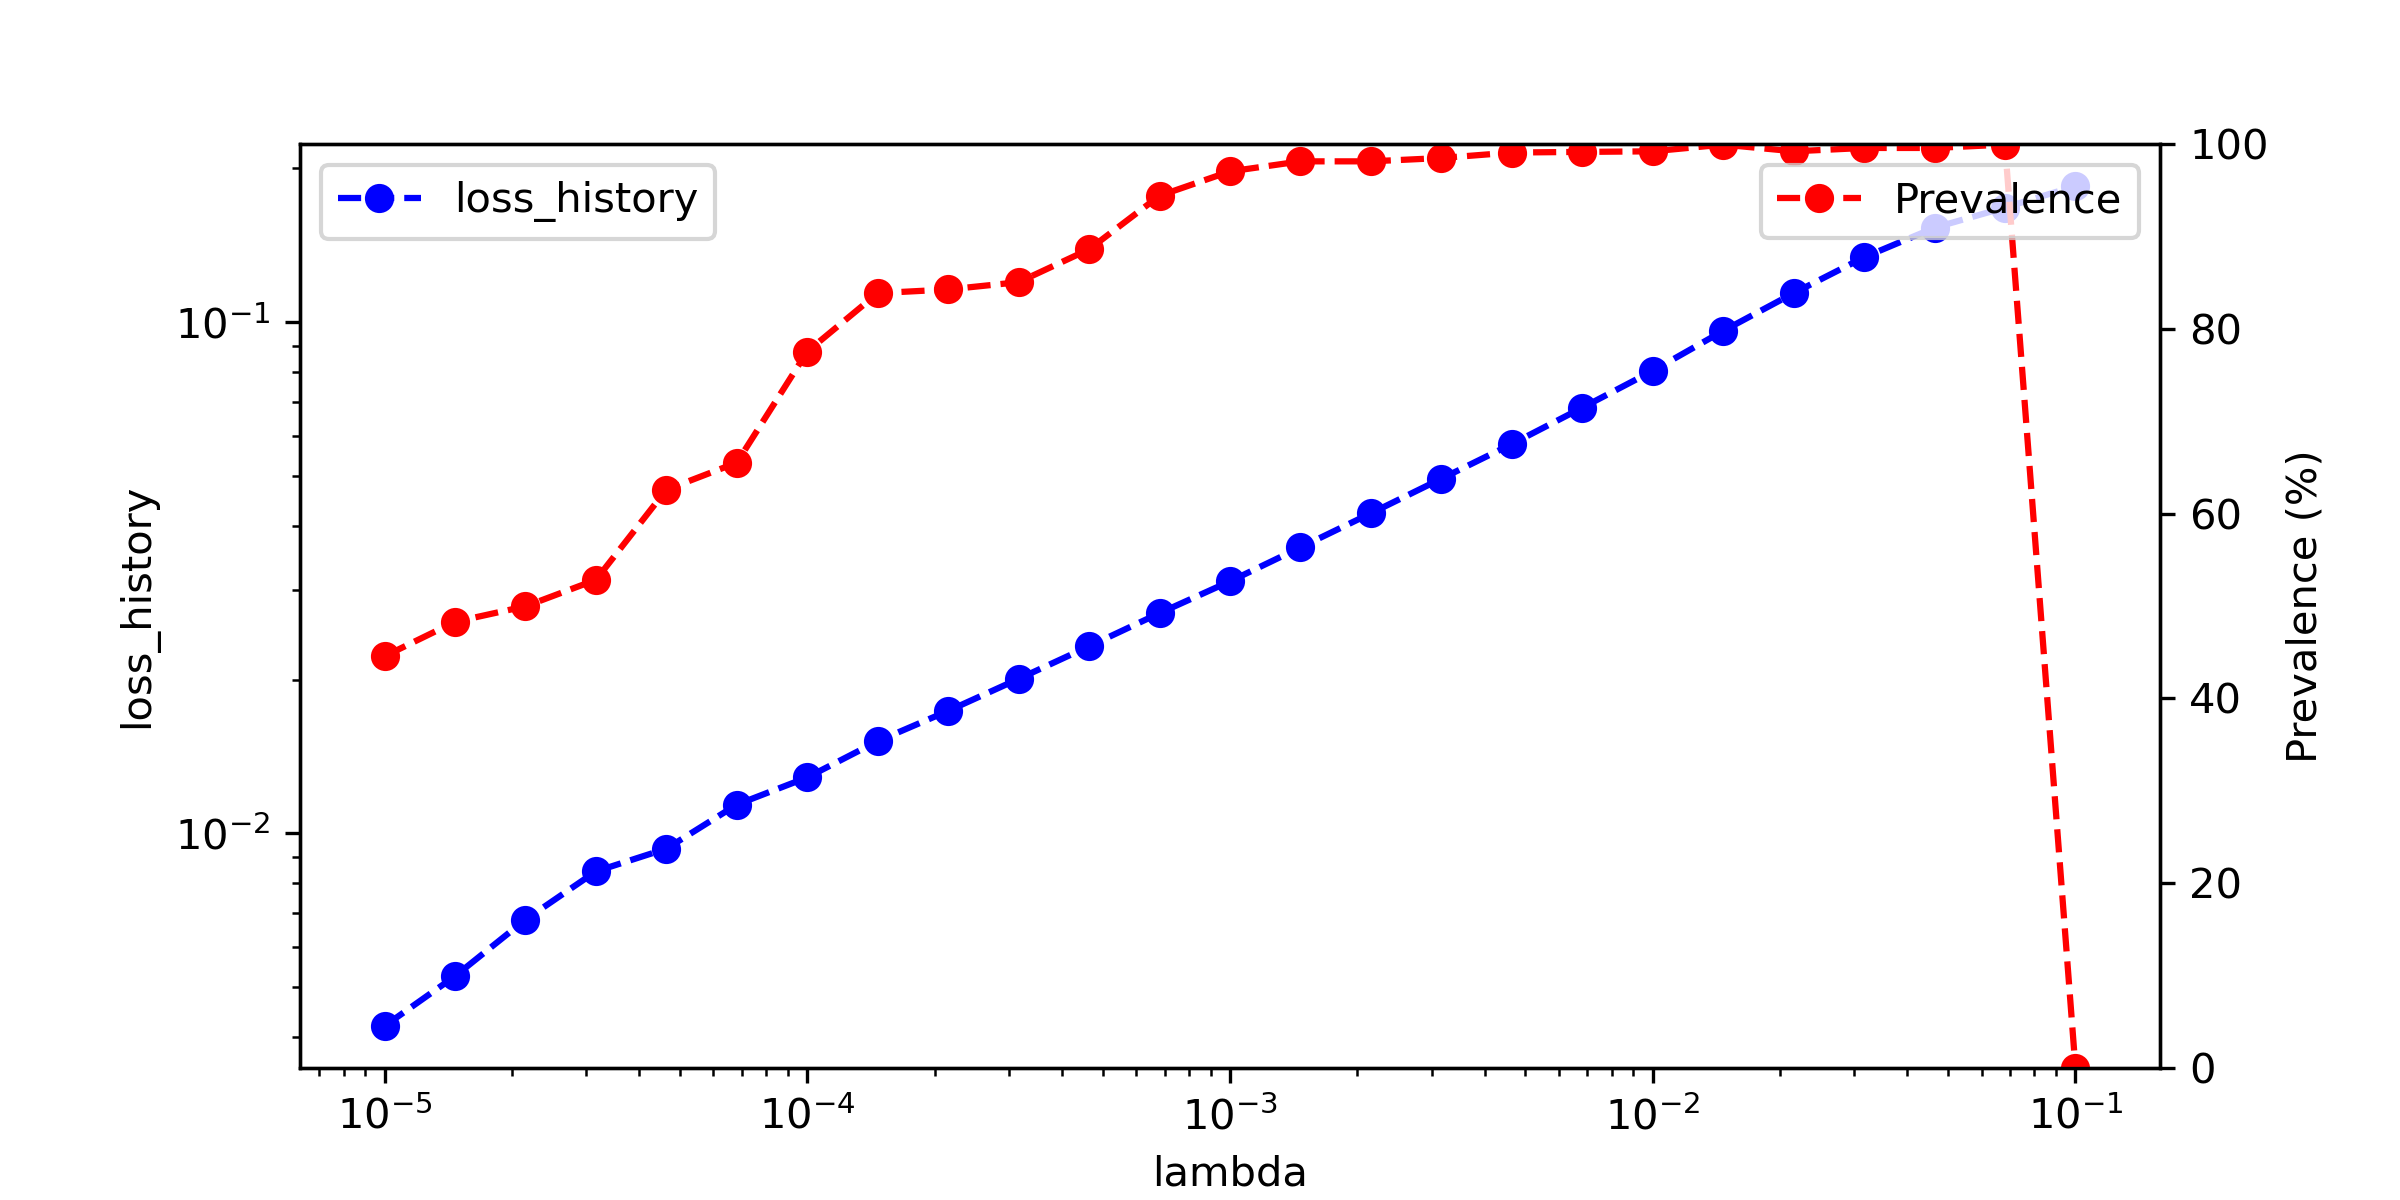 loss_history
Prevalence
10⁻¹
10⁻²
loss_history
100
80
60
40
20
0
Prevalence (%)
10⁻⁵ 10⁻⁴ 10⁻³ 10⁻² 10⁻¹
lambda